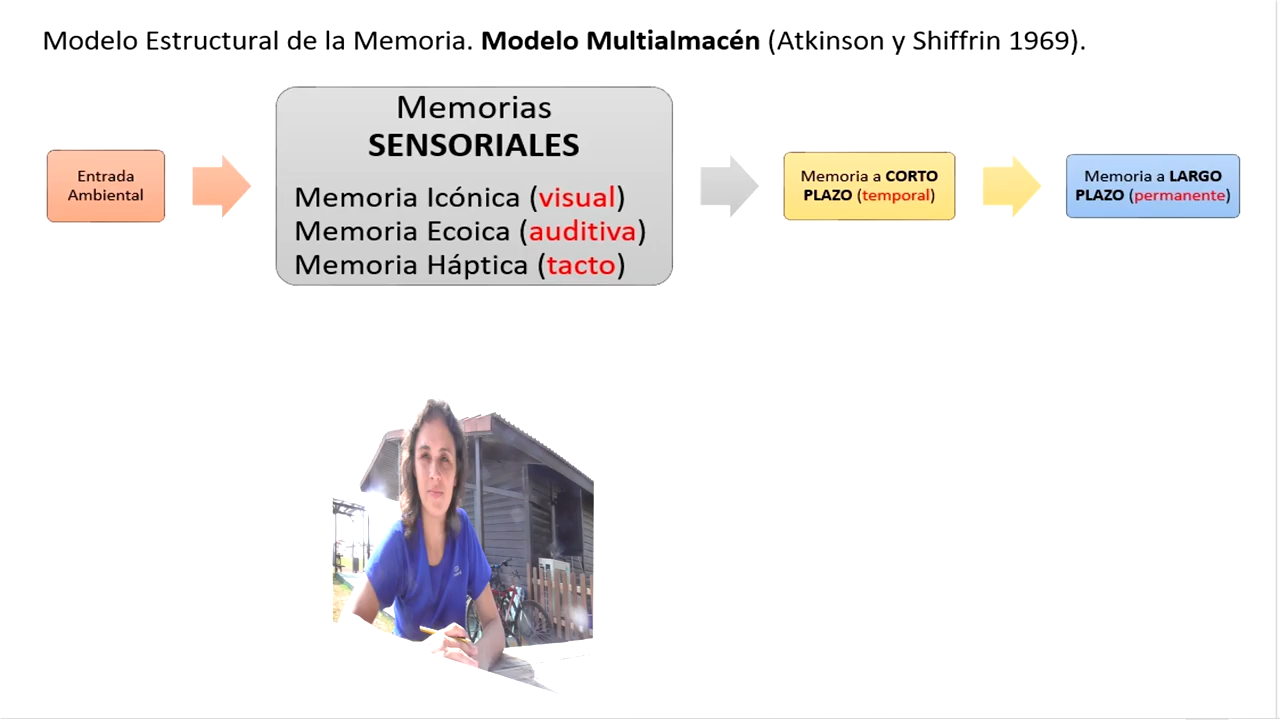 Modelo Estructural de la Memoria. Modelo Multialmacén (Atkinson y Shiffrin 1969).
Entrada
Ambiental
Memorias
SENSORIALES
Memoria Icónica (visual)
Memoria Ecoica (auditiva)
Memoria Háptica (tacto)
Memoria a CORTO
PLAZO (temporal)
Memoria a LARGO
PLAZO (permanente)